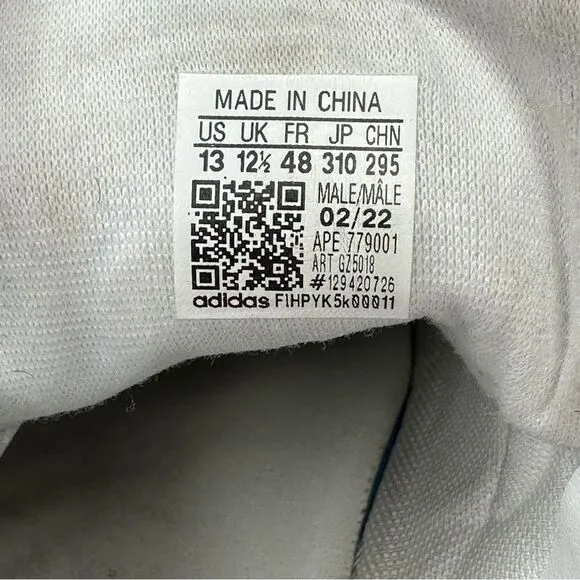 MADE IN CHINA
US UK FR JP CHN
13 12½ 48 310 295
MALE/MÂLE
02/22
APE 779001
ART GZ5018
#129420726
adidas F1HPYK5k00011